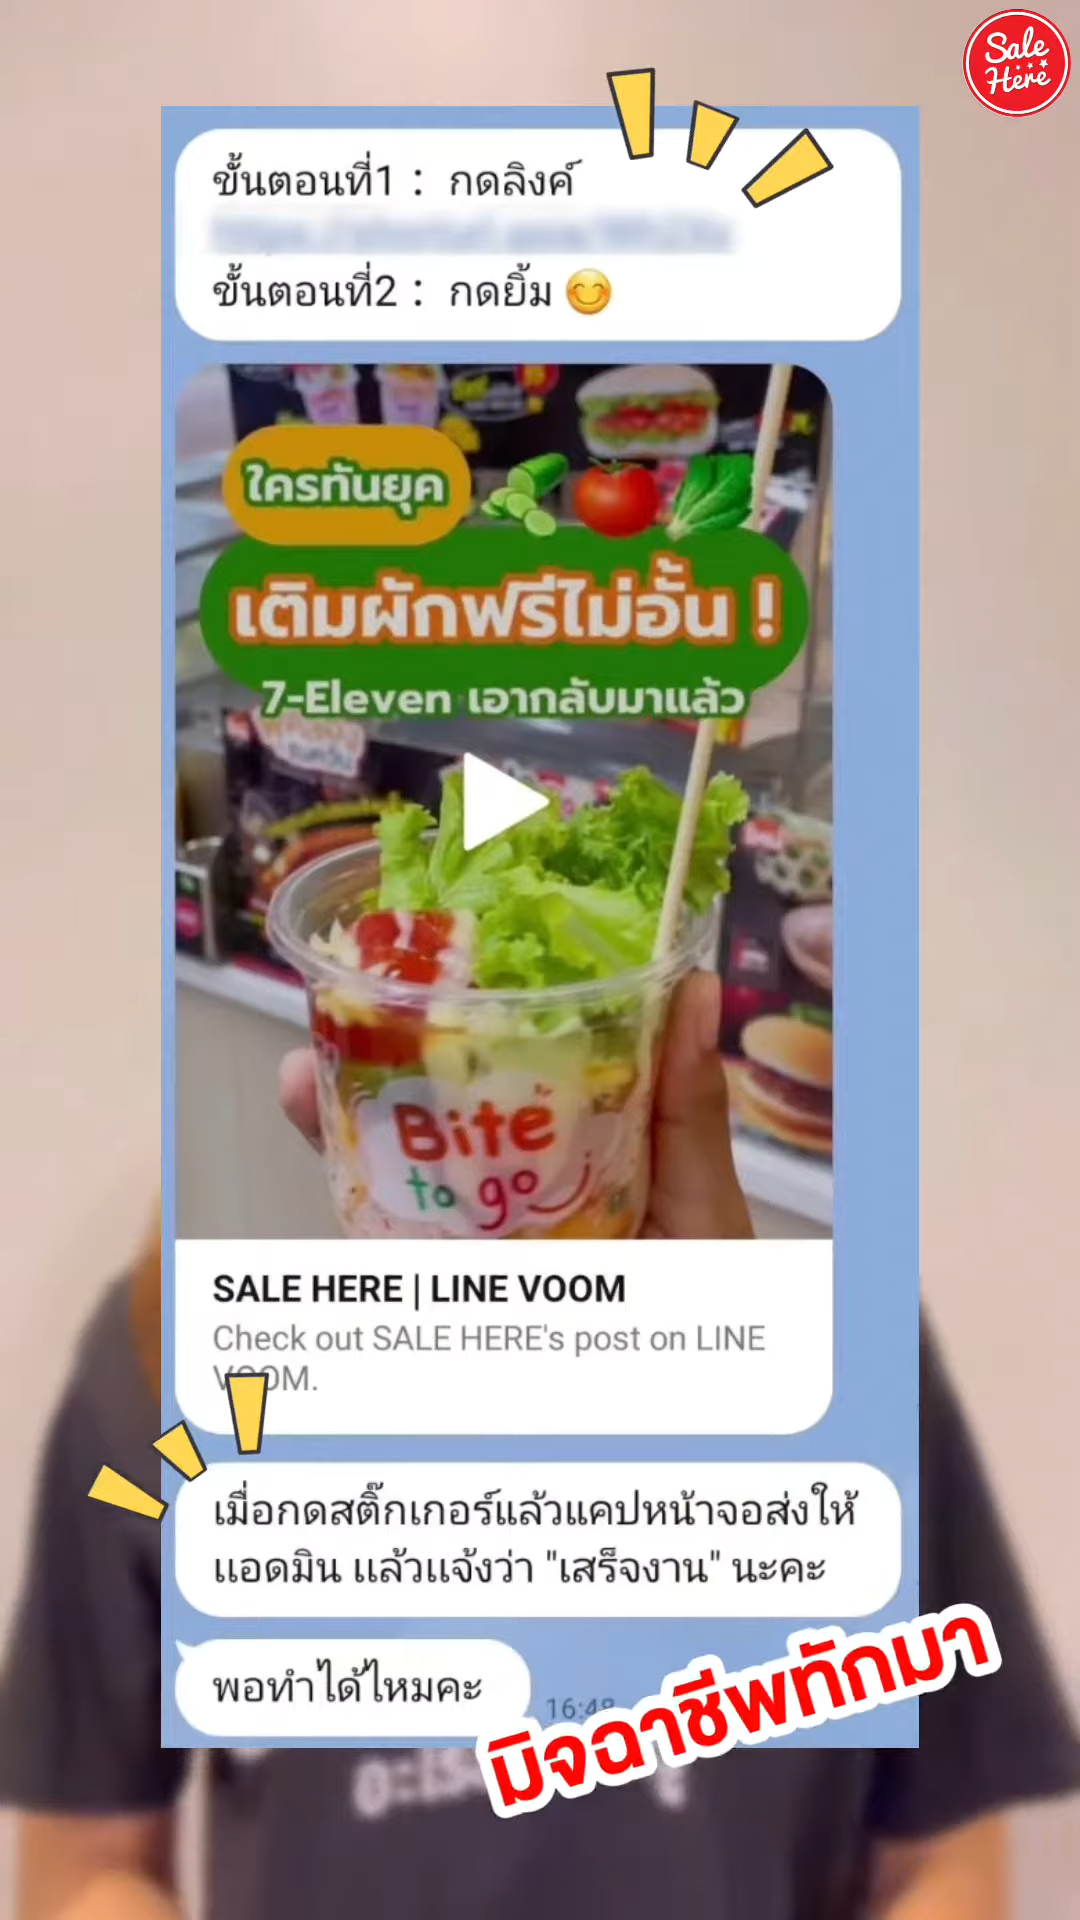 Sale
Here
ขั้นตอนที่1 : กดลิงค์
ขั้นตอนที่2 : กดยิ้ม 😊
ใครทันยุค
เติมผักฟรีไม่อั้น !
7-Eleven เอากลับมาแล้ว
Bite
to go
SALE HERE | LINE VOOM
Check out SALE HERE's post on LINE
VOOM.
เมื่อกดสติ๊กเกอร์แล้วแคปหน้าจอส่งให้
แอดมิน แล้วแจ้งว่า "เสร็จงาน" นะคะ
พอทำได้ไหมคะ
16:48
มิจฉาชีพทักมา